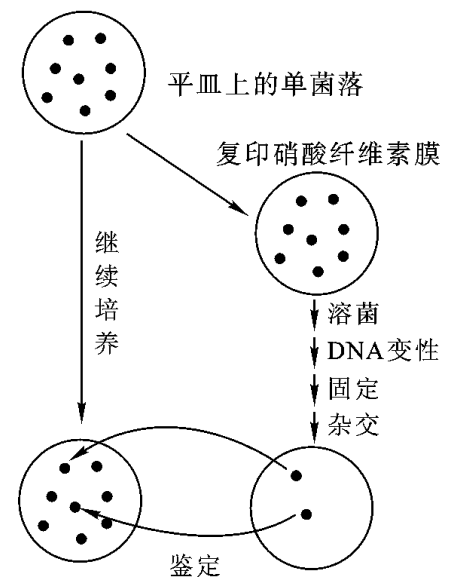 平皿上的单菌落
复印硝酸纤维素膜
继续培养
溶菌
DNA变性
固定
杂交
鉴定